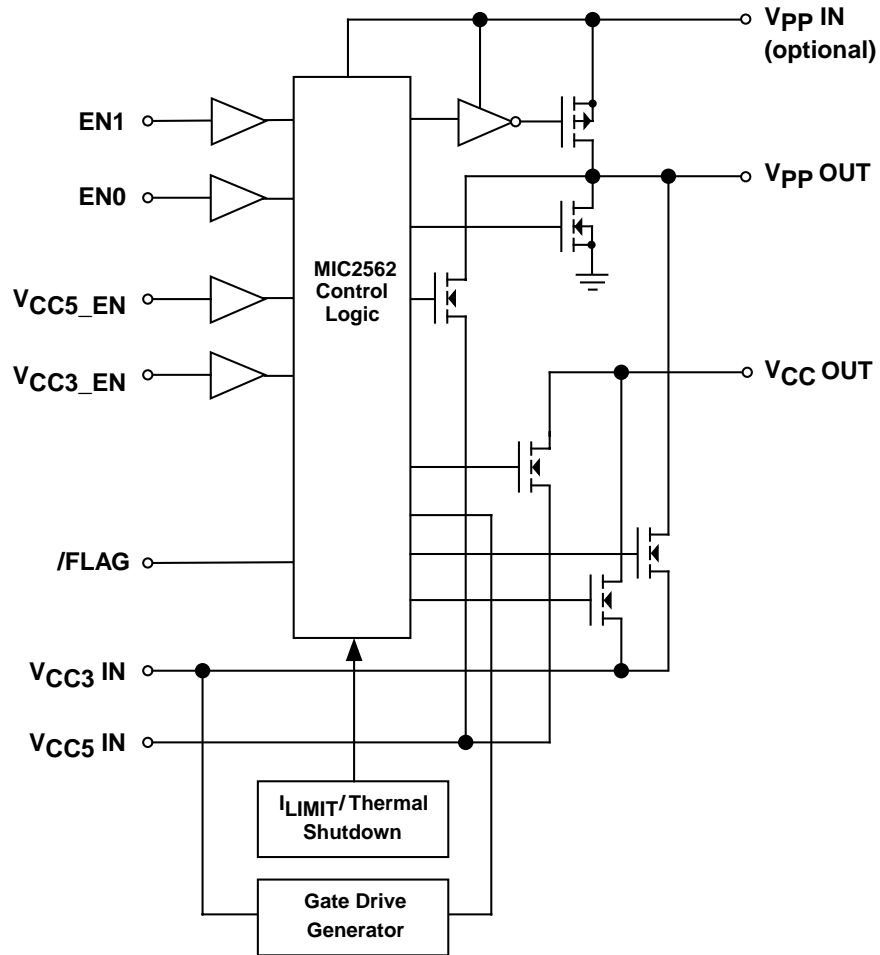 VPP IN
(optional)
EN1
VPP OUT
EN0
MIC2562
Control
Logic
VCC5_EN
VCC3_EN
VCC OUT
/FLAG
VCC3 IN
VCC5 IN
ILIMIT/Thermal
Shutdown
Gate Drive
Generator